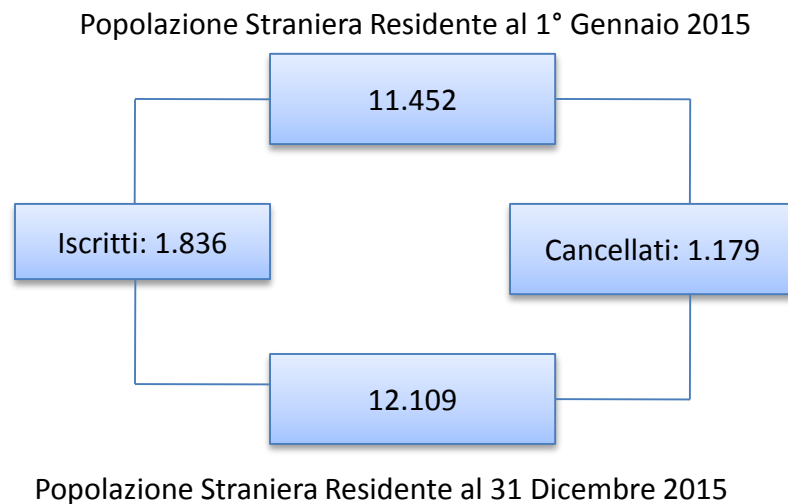 Popolazione Straniera Residente al 1° Gennaio 2015
11.452
Iscritti: 1.836
Cancellati: 1.179
12.109
Popolazione Straniera Residente al 31 Dicembre 2015